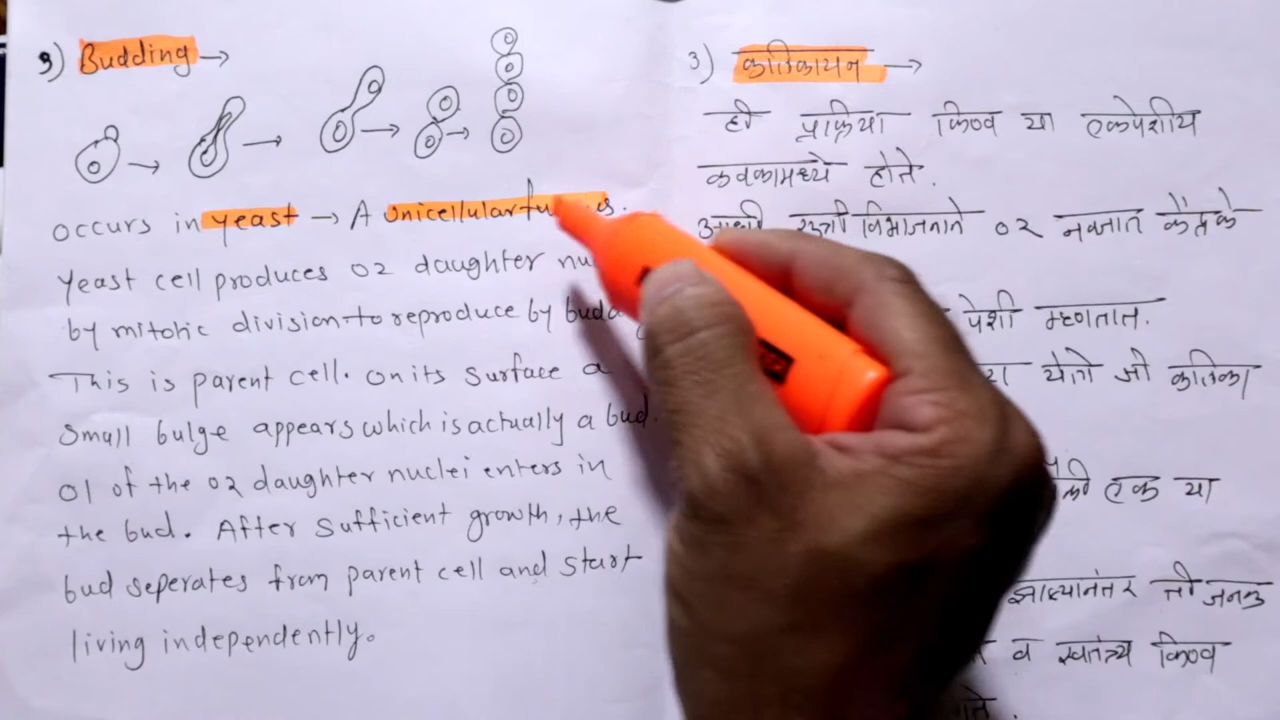 3) Budding →
occurs in yeast → A unicellular
Yeast cell produces 02 daughter
by mitotic division to reproduce by
This is parent cell. On its surface a
small bulge appears which is actually a bud.
01 of the 02 daughter nuclei enters in
the bud. After sufficient growth, the
bud seperates from parent cell and start
living independently.
3) कलिकायन →
ही प्रक्रिया किण्व या एकपेशीय
कवकामध्ये होते.
विभाजनाने 02 नवजात केंद्रके
पेशी म्हणतात.
येतो जी कलिका
एक या
झाल्यानंतर ती जनक
व स्वतंत्र्य किण्व